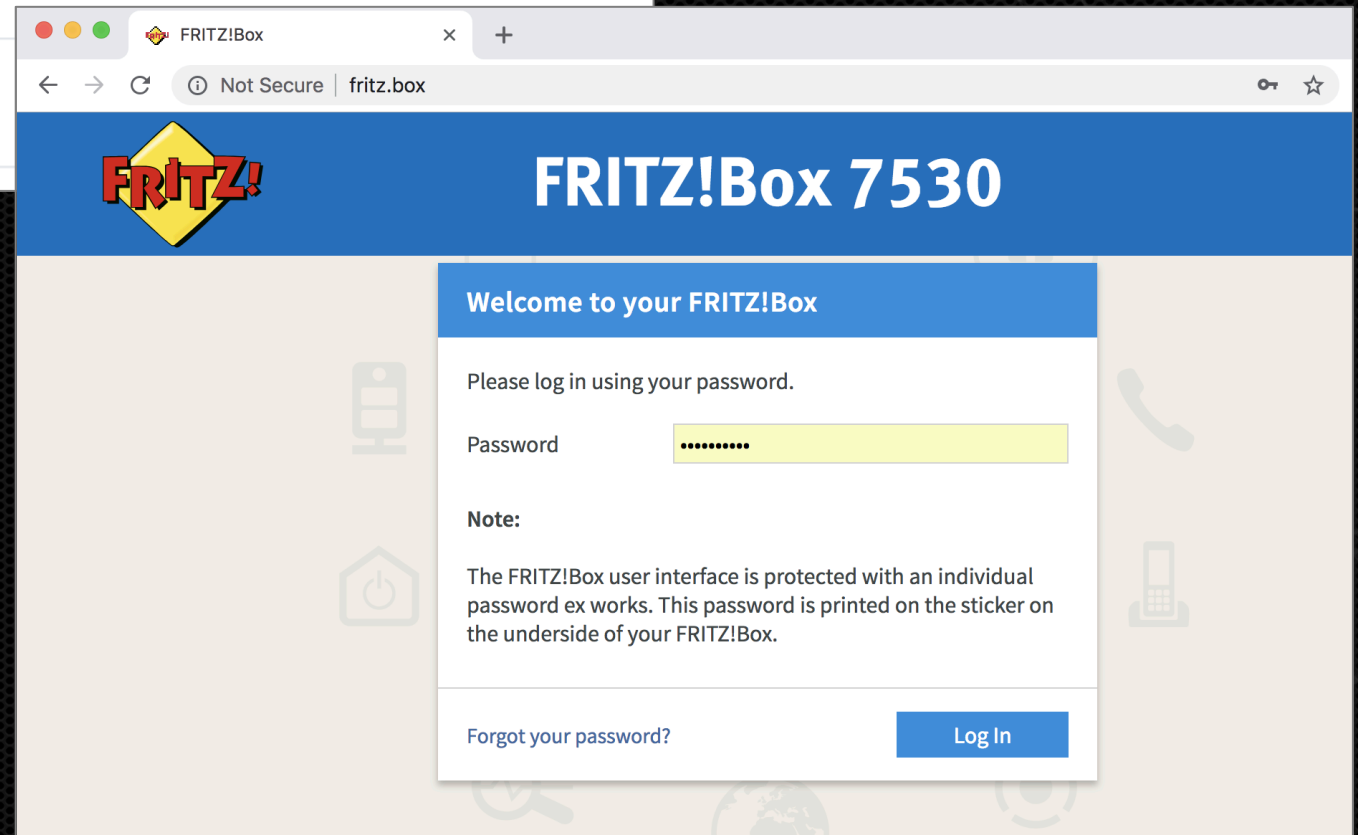 FRITZ!Box
Not Secure fritz.box
FRITZ!
FRITZ!Box 7530
Welcome to your FRITZ!Box
Please log in using your password.
Password ••••••••••
Note:
The FRITZ!Box user interface is protected with an individual
password ex works. This password is printed on the sticker on
the underside of your FRITZ!Box.
Forgot your password? Log In